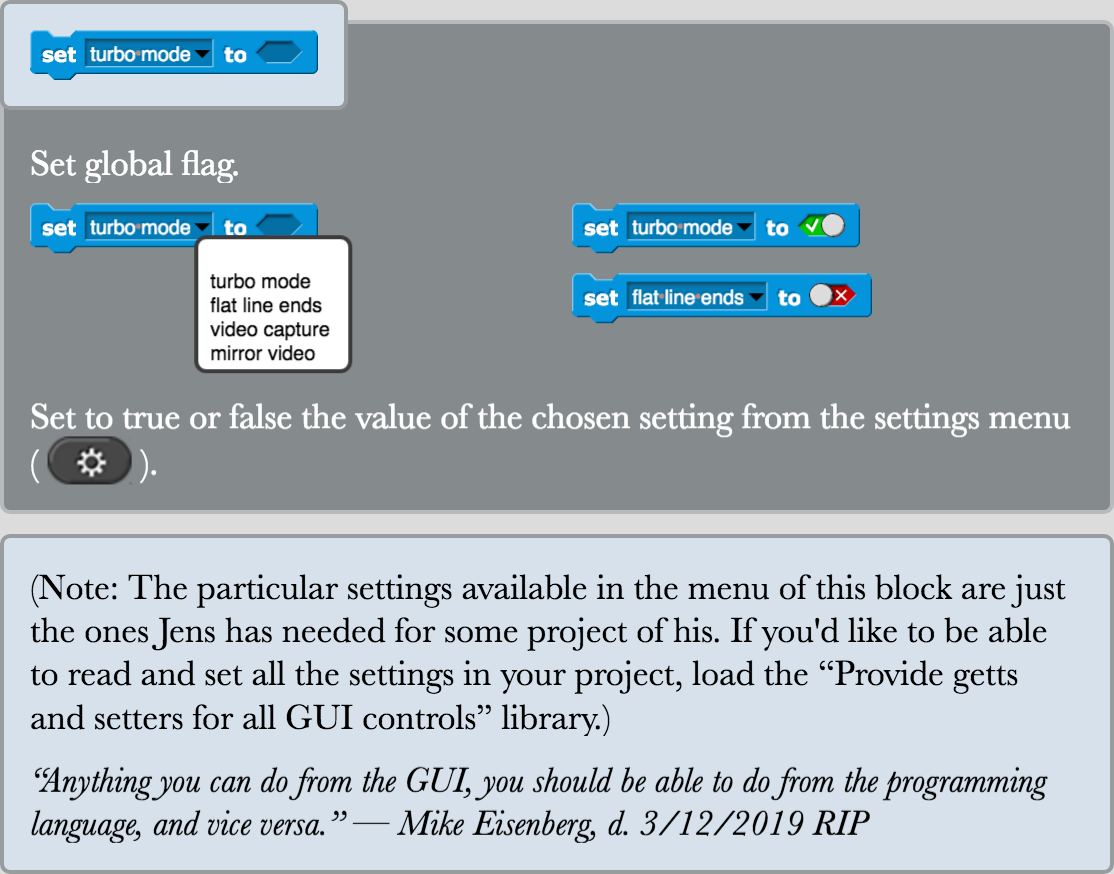 set turbo mode to
Set global flag.
set turbo mode to
set turbo mode to
turbo mode
flat line ends
video capture
mirror video
set flat line ends to
Set to true or false the value of the chosen setting from the settings menu
( ).
(Note: The particular settings available in the menu of this block are just
the ones Jens has needed for some project of his. If you'd like to be able
to read and set all the settings in your project, load the “Provide getts
and setters for all GUI controls” library.)
“Anything you can do from the GUI, you should be able to do from the programming
language, and vice versa.” — Mike Eisenberg, d. 3/12/2019 RIP